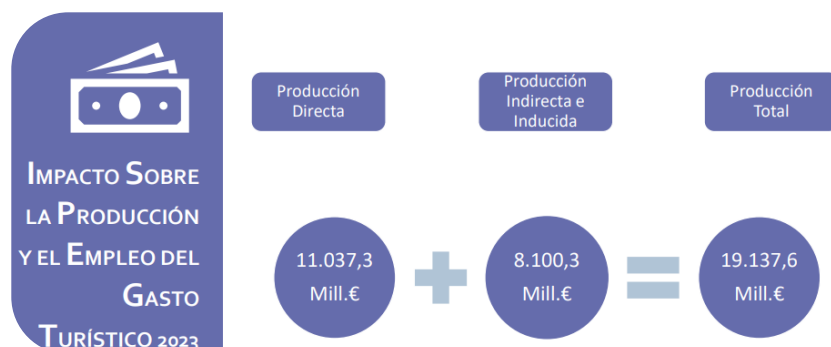 IMPACTO SOBRE
LA PRODUCCIÓN
Y EL EMPLEO DEL
GASTO
TURÍSTICO 2023
Producción
Directa
Producción
Indirecta e
Inducida
Producción
Total
11.037,3
Mill.€
8.100,3
Mill.€
19.137,6
Mill.€